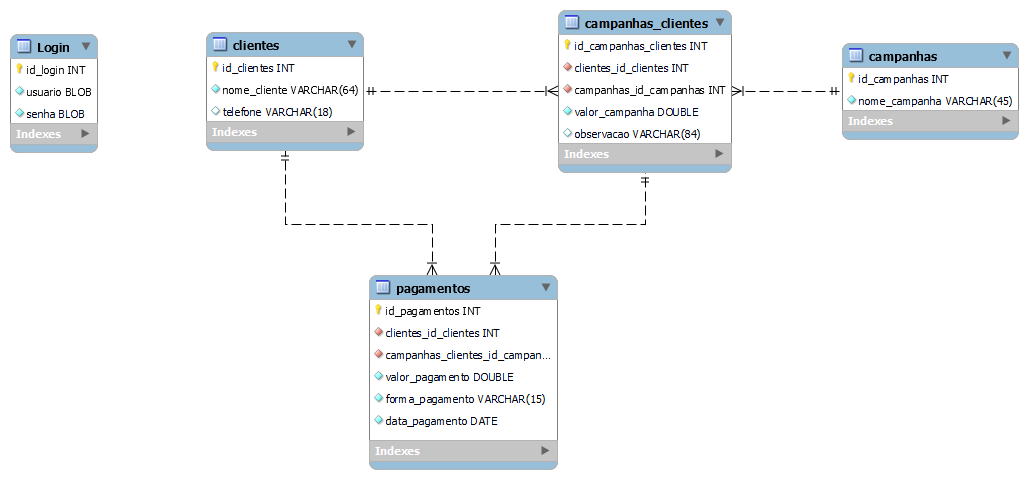 Login
id_login INT
usuario BLOB
senha BLOB
Indexes
clientes
id_clientes INT
nome_cliente VARCHAR(64)
telefone VARCHAR(18)
Indexes
campanhas_clientes
id_campanhas_clientes INT
clientes_id_clientes INT
campanhas_id_campanhas INT
valor_campanha DOUBLE
observacao VARCHAR(84)
Indexes
campanhas
id_campanhas INT
nome_campanha VARCHAR(45)
Indexes
pagamentos
id_pagamentos INT
clientes_id_clientes INT
campanhas_clientes_id_campan...
valor_pagamento DOUBLE
forma_pagamento VARCHAR(15)
data_pagamento DATE
Indexes